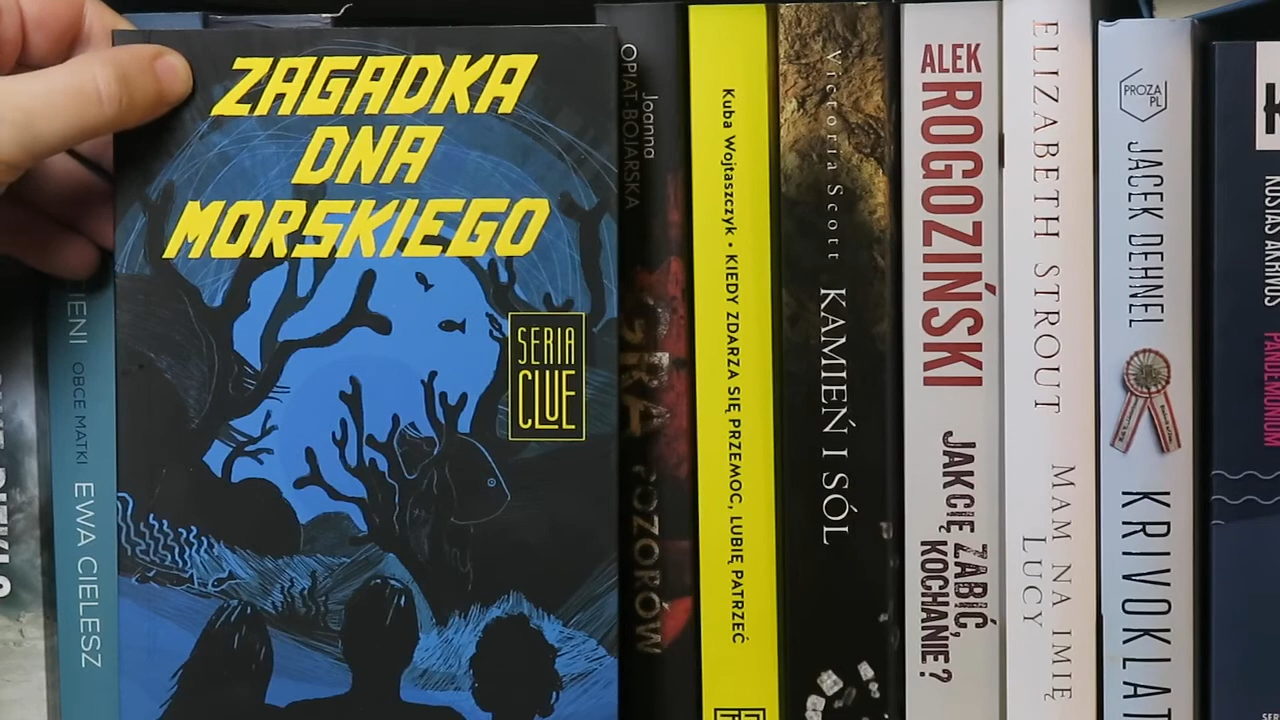 ZAGADKA
DNA
MORSKIEGO
SERIA
CLUE
OBCE MATKI
EWA CIELESZ
Joanna
OPIAT-BOJARSKA
GRA POZORÓW
Kuba Wojtaszczyk • KIEDY ZDARZA SIĘ PRZEMOC, LUBIĘ PATRZEĆ
Victoria Scott
KAMIEŃ I SÓL
ALEK
ROGOZIŃSKI
JAK CIĘ ZABIĆ,
KOCHANIE?
ELIZABETH STROUT
MAM NA IMIĘ
LUCY
PROZA
PL
JACEK DEHNEL
KRIVOKLAT
KOSTAS AKRIVOS
PANDEMONIUM